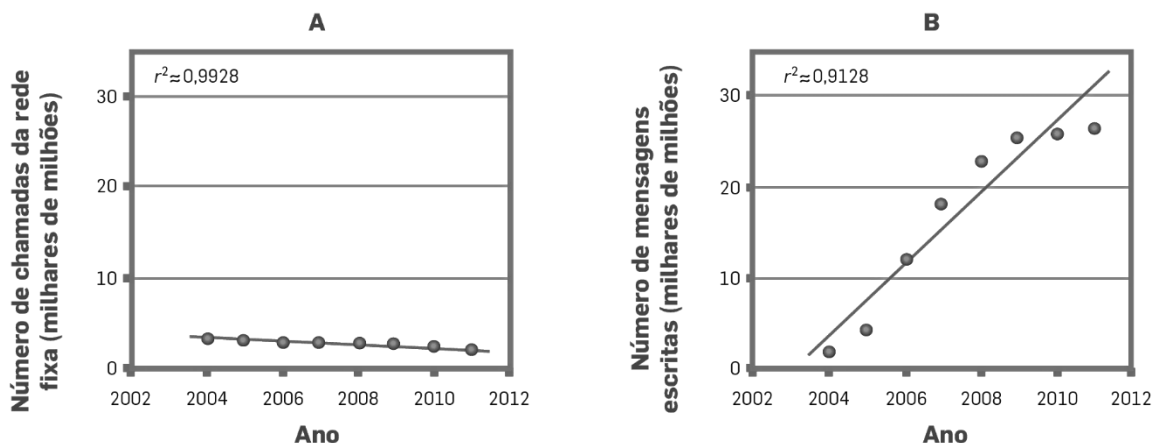 A
r² ≈ 0,9928
Número de chamadas da rede
fixa (milhares de milhões)
30
20
10
0
2002 2004 2006 2008 2010 2012
Ano
B
r² ≈ 0,9128
Número de mensagens
escritas (milhares de milhões)
30
20
10
0
2002 2004 2006 2008 2010 2012
Ano